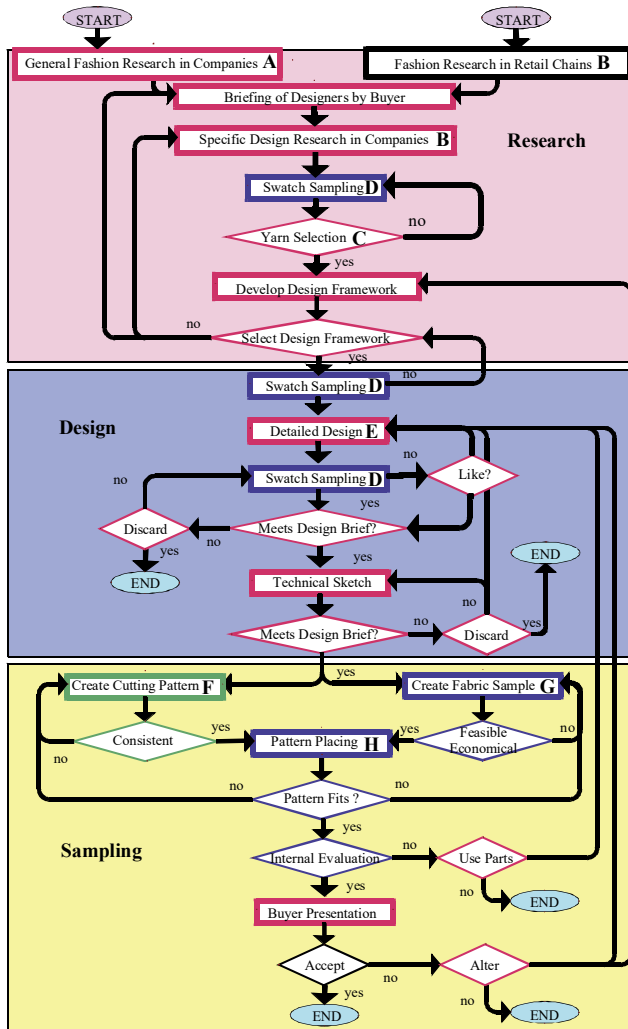 START
START
General Fashion Research in Companies A
Fashion Research in Retail Chains B
Briefing of Designers by Buyer
Specific Design Research in Companies B
Research
Swatch Sampling D
no
Yarn Selection C
yes
Develop Design Framework
no
Select Design Framework
yes
no
Swatch Sampling D
Design
Detailed Design E
no
Swatch Sampling D
no
Like?
yes
Discard
no
Meets Design Brief?
yes
yes
END
END
Technical Sketch
no
Meets Design Brief?
no
Discard
yes
yes
Create Cutting Pattern F
Create Fabric Sample G
Consistent
yes
Pattern Placing H
yes
Feasible
Economical
no
no
no
Pattern Fits ?
no
yes
Sampling
Internal Evaluation
no
Use Parts
yes
no
END
Buyer Presentation
Accept
no
Alter
yes
no
END
END